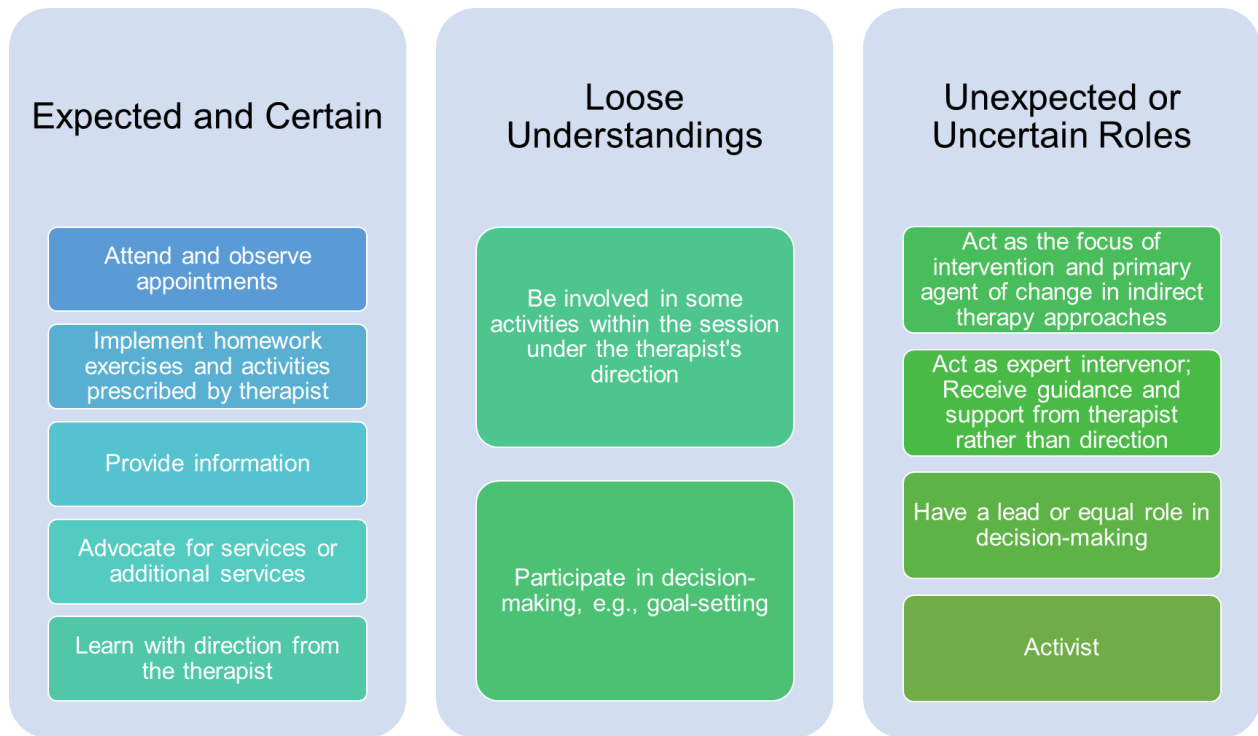 Expected and Certain
Attend and observe
appointments
Implement homework
exercises and activities
prescribed by therapist
Provide information
Advocate for services or
additional services
Learn with direction from
the therapist
Loose
Understandings
Be involved in some
activities within the session
under the therapist's
direction
Participate in decision-
making, e.g., goal-setting
Unexpected or
Uncertain Roles
Act as the focus of
intervention and primary
agent of change in indirect
therapy approaches
Act as expert intervenor;
Receive guidance and
support from therapist
rather than direction
Have a lead or equal role in
decision-making
Activist